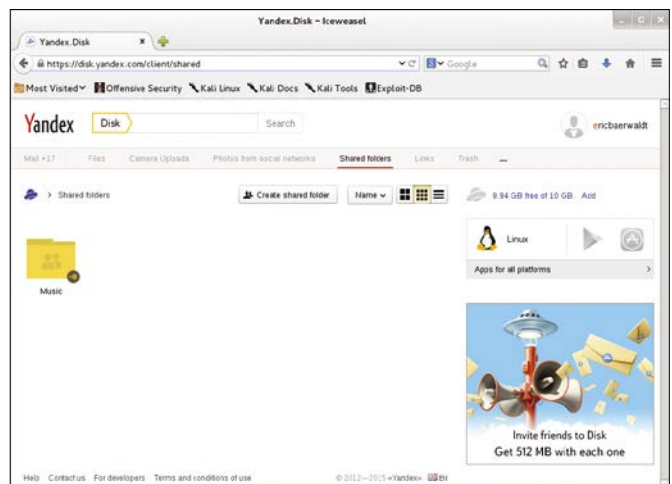 Yandex.Disk - Iceweasel
Yandex.Disk
https://disk.yandex.com/client/shared
Google
Most Visited
Offensive Security
Kali Linux
Kali Docs
Kali Tools
Exploit-DB
Yandex
Disk
Search
ericbaerwaldt
Mail +17
Files
Camera Uploads
Photos from social networks
Shared folders
Links
Trash
> Shared folders
Create shared folder
Name
9.94 GB free of 10 GB. Add
Linux
Apps for all platforms >
Music
Invite friends to Disk
Get 512 MB with each one
Help
Contact us
For developers
Terms and conditions of use
© 2012—2015 «Yandex»
EN